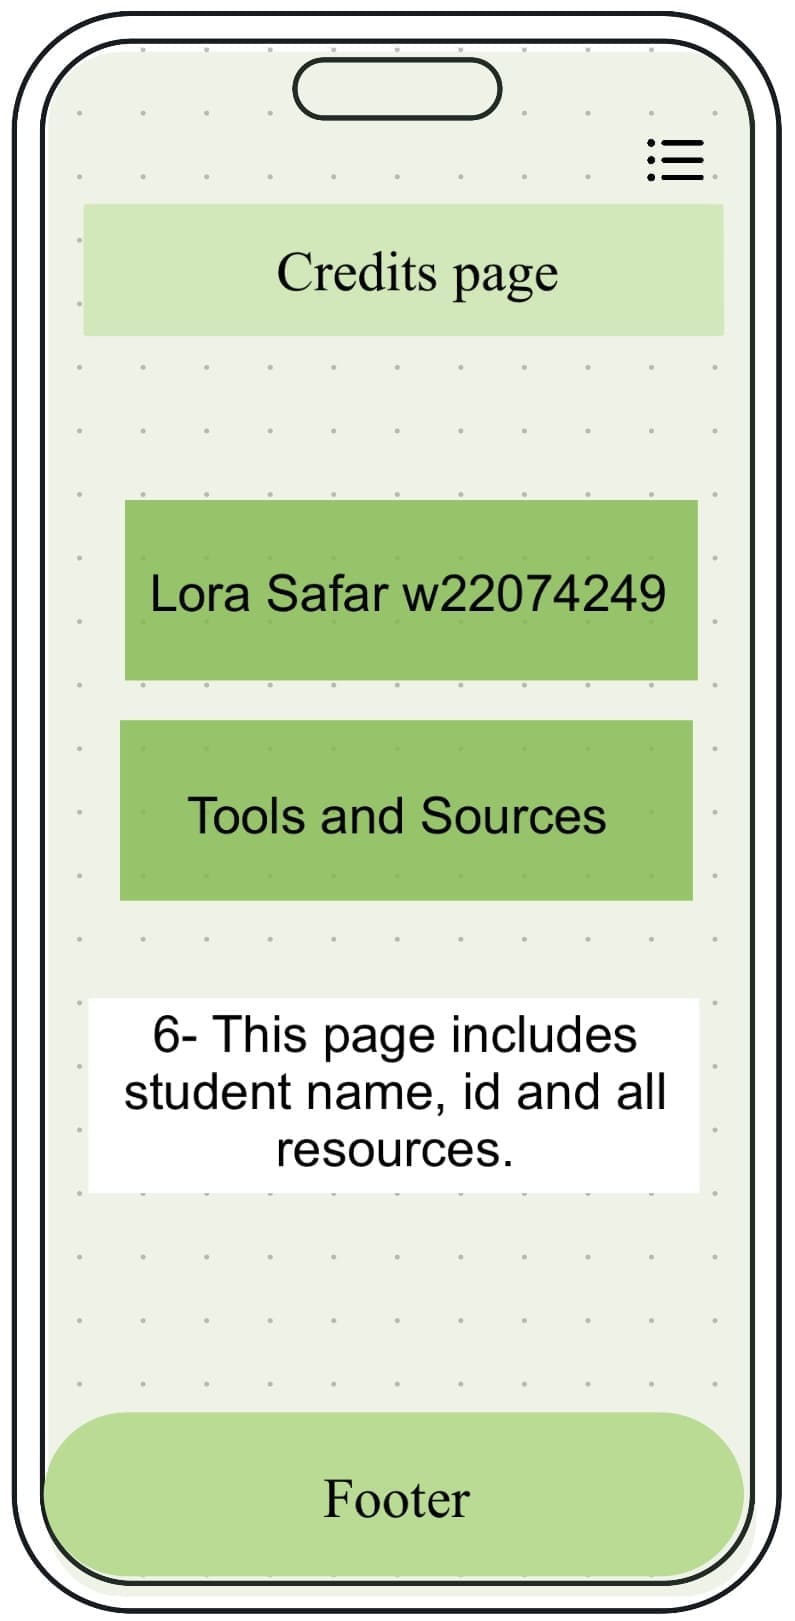 Credits page
Lora Safar w22074249
Tools and Sources
6- This page includes
student name, id and all
resources.
Footer